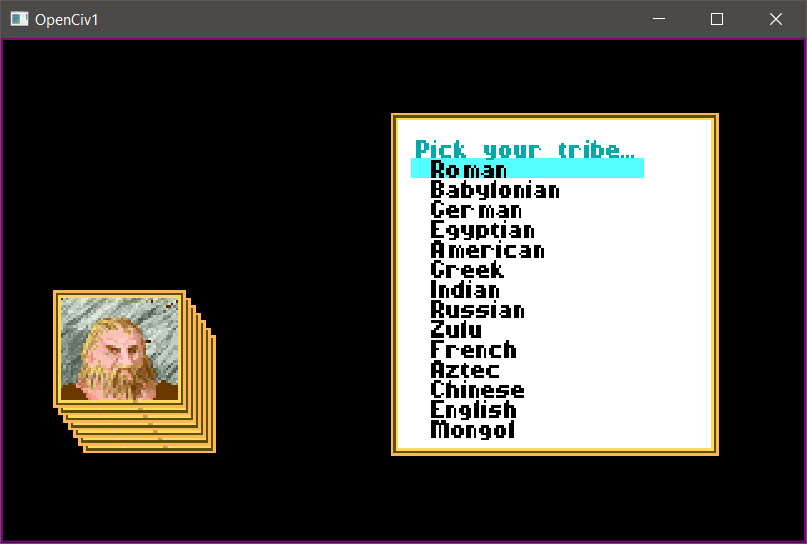 OpenCiv1
Pick your tribe...
Roman
Babylonian
German
Egyptian
American
Greek
Indian
Russian
Zulu
French
Aztec
Chinese
English
Mongol